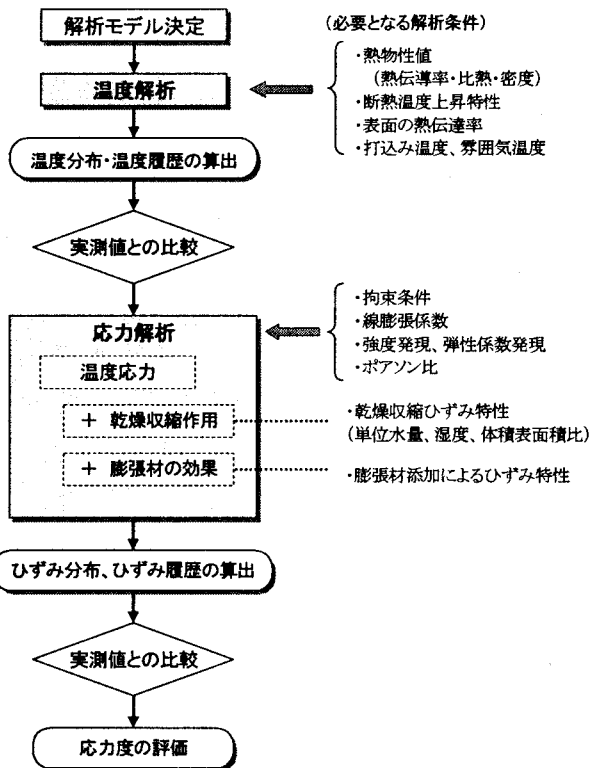 解析モデル決定
(必要となる解析条件)
温度解析
・熱物性値
(熱伝導率・比熱・密度)
・断熱温度上昇特性
・表面の熱伝達率
・打込み温度、雰囲気温度
温度分布・温度履歴の算出
実測値との比較
応力解析
・拘束条件
・線膨張係数
・強度発現、弾性係数発現
・ポアソン比
温度応力
+ 乾燥収縮作用
・乾燥収縮ひずみ特性
(単位水量、湿度、体積表面積比)
+ 膨張材の効果
・膨張材添加によるひずみ特性
ひずみ分布、ひずみ履歴の算出
実測値との比較
応力度の評価